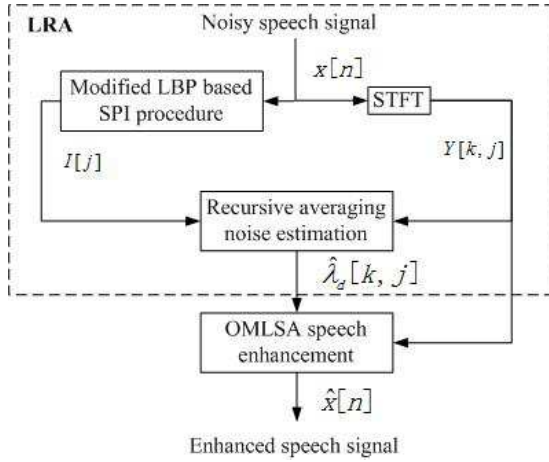 LRA
Noisy speech signal
x[n]
Modified LBP based
SPI procedure
STFT
I[j]
Y[k, j]
Recursive averaging
noise estimation
λ̂_d[k, j]
OMLSA speech
enhancement
x̂[n]
Enhanced speech signal